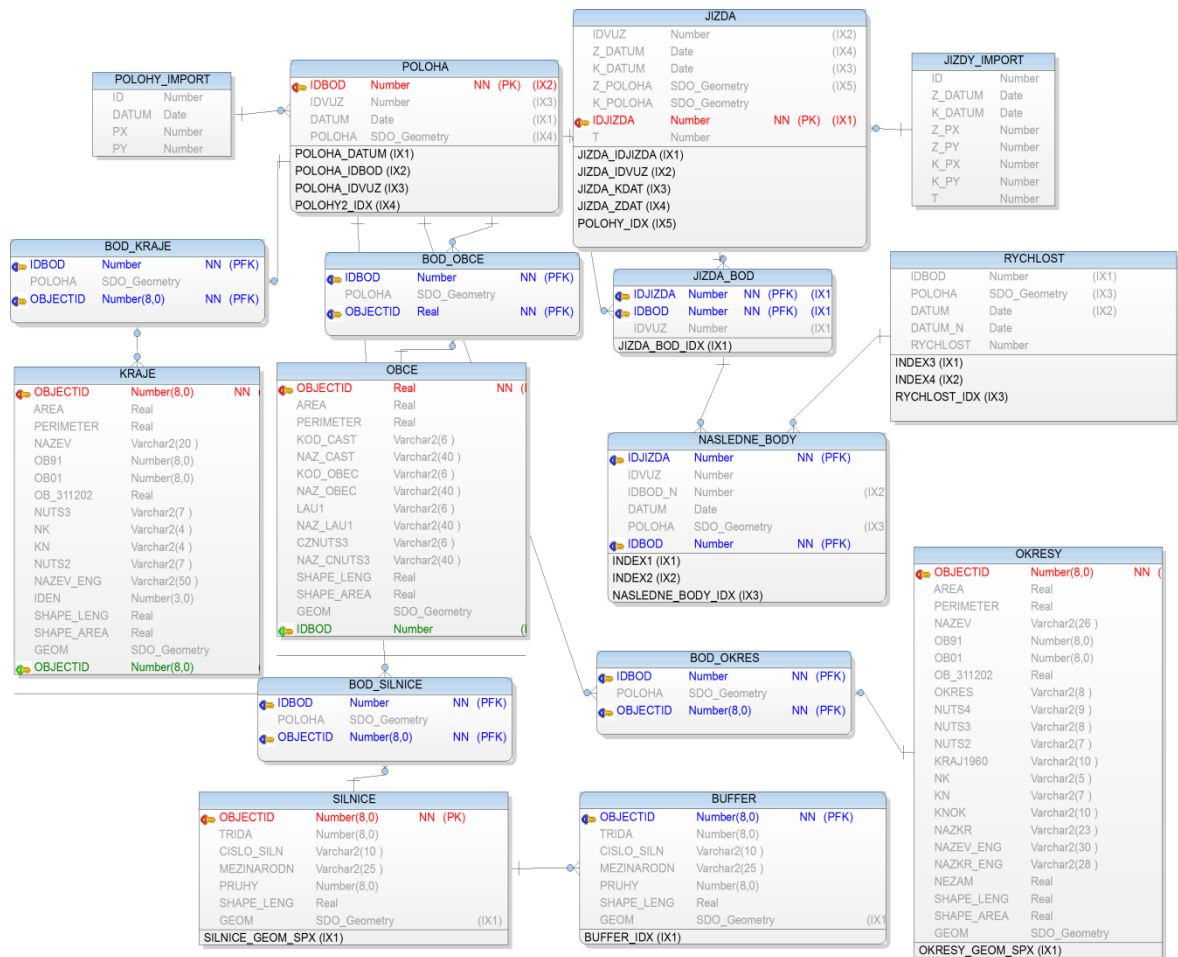 POLOHY_IMPORT
ID Number
DATUM Date
PX Number
PY Number
POLOHA
IDBOD Number NN (PK) (IX2)
IDVUZ Number (IX3)
DATUM Date (IX1)
POLOHA SDO_Geometry (IX4)
POLOHA_DATUM (IX1)
POLOHA_IDBOD (IX2)
POLOHA_IDVUZ (IX3)
POLOHY2_IDX (IX4)
JIZDA
IDVUZ Number (IX2)
Z_DATUM Date (IX4)
K_DATUM Date (IX3)
Z_POLOHA SDO_Geometry (IX5)
K_POLOHA SDO_Geometry
IDJIZDA Number NN (PK) (IX1)
T Number
JIZDA_IDJIZDA (IX1)
JIZDA_IDVUZ (IX2)
JIZDA_KDAT (IX3)
JIZDA_ZDAT (IX4)
POLOHY_IDX (IX5)
JIZDY_IMPORT
ID Number
Z_DATUM Date
K_DATUM Date
Z_PX Number
Z_PY Number
K_PX Number
K_PY Number
T Number
BOD_KRAJE
IDBOD Number NN (PFK)
POLOHA SDO_Geometry
OBJECTID Number(8,0) NN (PFK)
BOD_OBCE
IDBOD Number NN (PFK)
POLOHA SDO_Geometry
OBJECTID Real NN (PFK)
JIZDA_BOD
IDJIZDA Number NN (PFK) (IX1
IDBOD Number NN (PFK) (IX1
IDVUZ Number (IX1
JIZDA_BOD_IDX (IX1)
RYCHLOST
IDBOD Number (IX1)
POLOHA SDO_Geometry (IX3)
DATUM Date (IX2)
DATUM_N Date
RYCHLOST Number
INDEX3 (IX1)
INDEX4 (IX2)
RYCHLOST_IDX (IX3)
KRAJE
OBJECTID Number(8,0) NN (
AREA Real
PERIMETER Real
NAZEV Varchar2(20 )
OB91 Number(8,0)
OB01 Number(8,0)
OB_311202 Real
NUTS3 Varchar2(7 )
NK Varchar2(4 )
KN Varchar2(4 )
NUTS2 Varchar2(7 )
NAZEV_ENG Varchar2(50 )
IDEN Number(3,0)
SHAPE_LENG Real
SHAPE_AREA Real
GEOM SDO_Geometry
OBJECTID Number(8,0) (
OBCE
OBJECTID Real NN (
AREA Real
PERIMETER Real
KOD_CAST Varchar2(6 )
NAZ_CAST Varchar2(40 )
KOD_OBEC Varchar2(6 )
NAZ_OBEC Varchar2(40 )
LAU1 Varchar2(6 )
NAZ_LAU1 Varchar2(40 )
CZNUTS3 Varchar2(6 )
NAZ_CNUTS3 Varchar2(40 )
SHAPE_LENG Real
SHAPE_AREA Real
GEOM SDO_Geometry
IDBOD Number (
NASLEDNE_BODY
IDJIZDA Number NN (PFK)
IDVUZ Number
IDBOD_N Number (IX2
DATUM Date
POLOHA SDO_Geometry (IX3
IDBOD Number NN (PFK)
INDEX1 (IX1)
INDEX2 (IX2)
NASLEDNE_BODY_IDX (IX3)
OKRESY
OBJECTID Number(8,0) NN (
AREA Real
PERIMETER Real
NAZEV Varchar2(26 )
OB91 Number(8,0)
OB01 Number(8,0)
OB_311202 Real
OKRES Varchar2(8 )
NUTS4 Varchar2(9 )
NUTS3 Varchar2(8 )
NUTS2 Varchar2(7 )
KRAJ1960 Varchar2(10 )
NK Varchar2(5 )
KN Varchar2(7 )
KNOK Varchar2(10 )
NAZKR Varchar2(23 )
NAZEV_ENG Varchar2(30 )
NAZKR_ENG Varchar2(28 )
NEZAM Real
SHAPE_LENG Real
SHAPE_AREA Real
GEOM SDO_Geometry
OKRESY_GEOM_SPX (IX1)
BOD_SILNICE
IDBOD Number NN (PFK)
POLOHA SDO_Geometry
OBJECTID Number(8,0) NN (PFK)
BOD_OKRES
IDBOD Number NN (PFK)
POLOHA SDO_Geometry
OBJECTID Number(8,0) NN (PFK)
SILNICE
OBJECTID Number(8,0) NN (PK)
TRIDA Number(8,0)
CISLO_SILN Varchar2(10 )
MEZINARODN Varchar2(25 )
PRUHY Number(8,0)
SHAPE_LENG Real
GEOM SDO_Geometry (IX1)
SILNICE_GEOM_SPX (IX1)
BUFFER
OBJECTID Number(8,0) NN (PFK)
TRIDA Number(8,0)
CISLO_SILN Varchar2(10 )
MEZINARODN Varchar2(25 )
PRUHY Number(8,0)
SHAPE_LENG Real
GEOM SDO_Geometry (IX1
BUFFER_IDX (IX1)